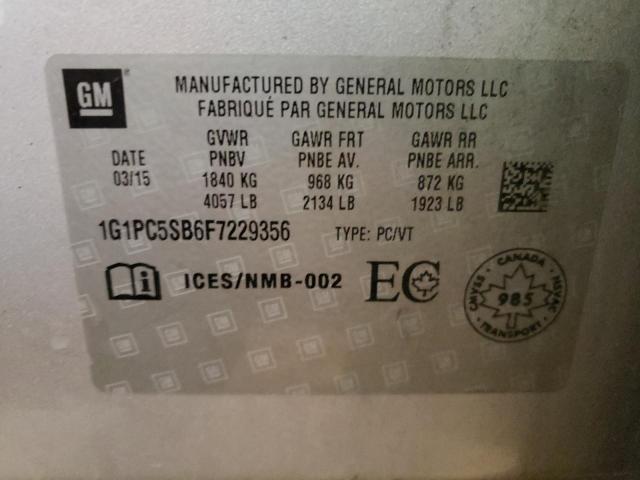 GM
MANUFACTURED BY GENERAL MOTORS LLC
FABRIQUÉ PAR GENERAL MOTORS LLC
GVWR GAWR FRT GAWR RR
DATE PNBV PNBE AV. PNBE ARR.
03/15 1840 KG 968 KG 872 KG
4057 LB 2134 LB 1923 LB
1G1PC5SB6F7229356 TYPE: PC/VT
ICES/NMB-002 EC
CANADA
CMVSS 985 NSVAC
TRANSPORT